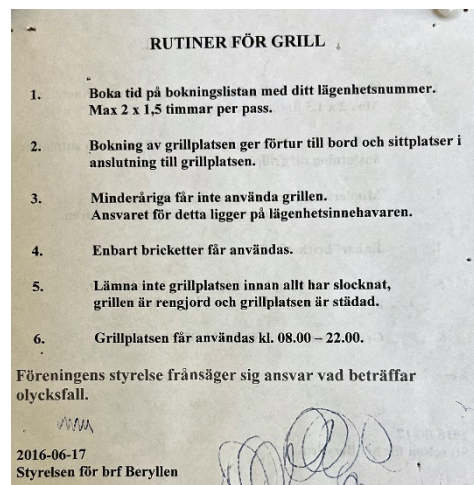 RUTINER FÖR GRILL
1. Boka tid på bokningslistan med ditt lägenhetsnummer.
Max 2 x 1,5 timmar per pass.
2. Bokning av grillplatsen ger förtur till bord och sittplatser i
anslutning till grillplatsen.
3. Minderåriga får inte använda grillen.
Ansvaret för detta ligger på lägenhetsinnehavaren.
4. Enbart bricketter får användas.
5. Lämna inte grillplatsen innan allt har slocknat,
grillen är rengjord och grillplatsen är städad.
6. Grillplatsen får användas kl. 08.00 – 22.00.
Föreningens styrelse frånsäger sig ansvar vad beträffar
olycksfall.
2016-06-17
Styrelsen för brf Beryllen